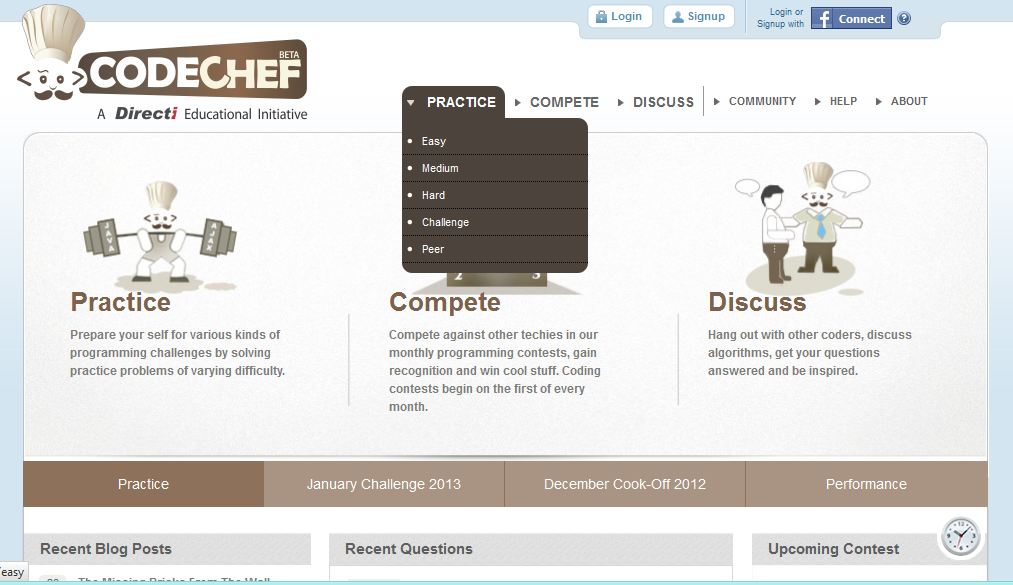 Login
Signup
Login or
Signup with
Connect
?
CODECHEF
BETA
A Directi Educational Initiative
PRACTICE
COMPETE
DISCUSS
COMMUNITY
HELP
ABOUT
Easy
Medium
Hard
Challenge
Peer
JAVA
AJAX
2
3
Practice
Prepare your self for various kinds of
programming challenges by solving
practice problems of varying difficulty.
Compete
Compete against other techies in our
monthly programming contests, gain
recognition and win cool stuff. Coding
contests begin on the first of every
month.
Discuss
Hang out with other coders, discuss
algorithms, get your questions
answered and be inspired.
Practice
January Challenge 2013
December Cook-Off 2012
Performance
Recent Blog Posts
Recent Questions
Upcoming Contest
easy
The Missing Bricks From The Wall